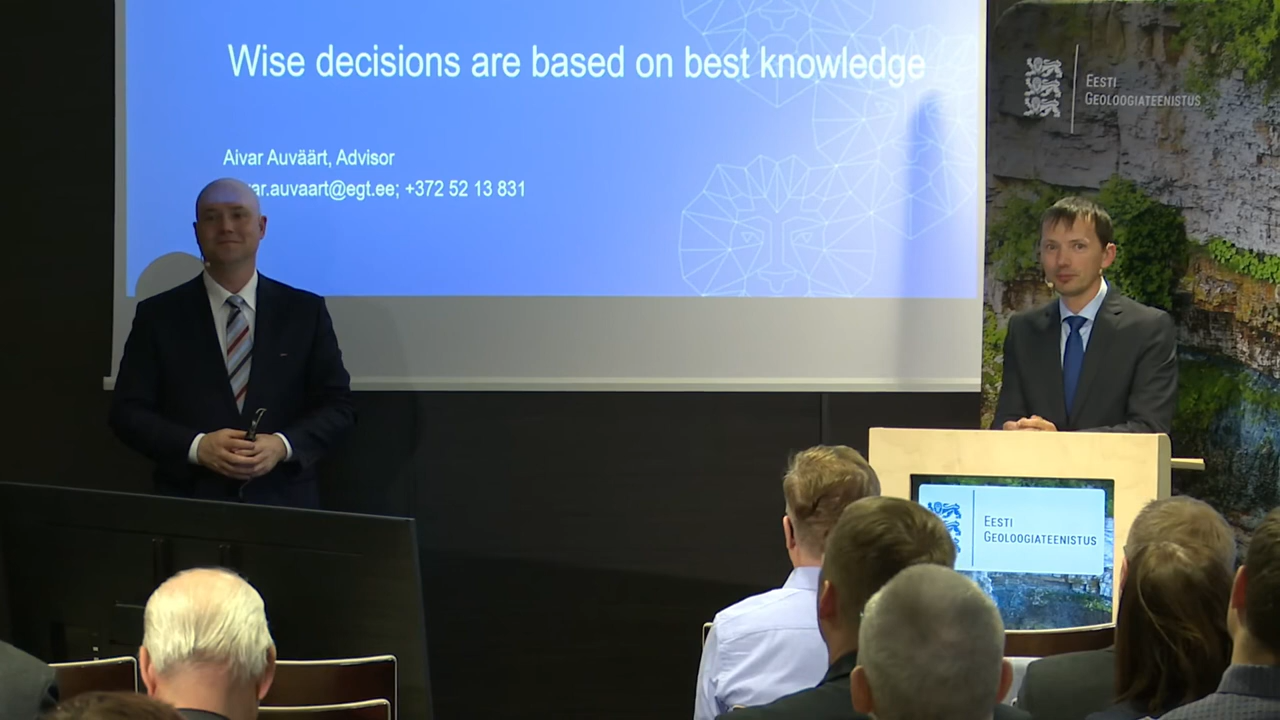 Wise decisions are based on best knowledge
Aivar Auväärt, Advisor
var.auvaart@egt.ee; +372 52 13 831
EESTI
GEOLOOGIATEENISTUS
EESTI
GEOLOOGIATEENISTUS